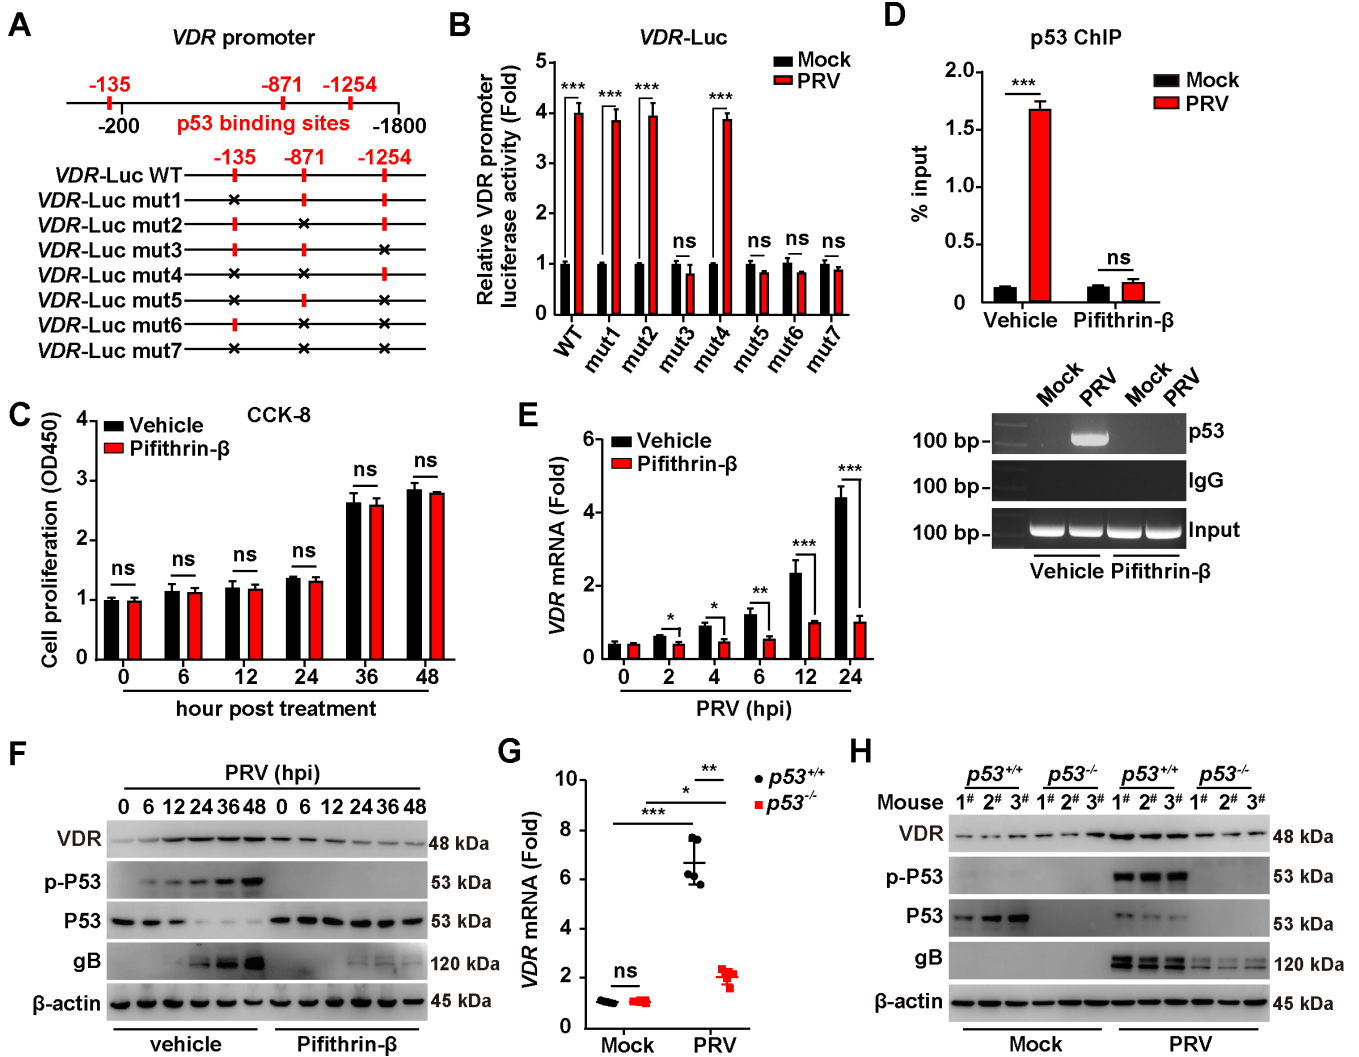 A
VDR promoter
-135 -871 -1254
-200 p53 binding sites -1800
-135 -871 -1254
VDR-Luc WT
VDR-Luc mut1
VDR-Luc mut2
VDR-Luc mut3
VDR-Luc mut4
VDR-Luc mut5
VDR-Luc mut6
VDR-Luc mut7
B
VDR-Luc
Mock
PRV
Relative VDR promoter
luciferase activity (Fold)
5
4
3
2
1
0
*** *** *** ns *** ns ns ns
WT mut1 mut2 mut3 mut4 mut5 mut6 mut7
C
CCK-8
Vehicle
Pifithrin-β
Cell proliferation (OD450)
4
3
2
1
0
ns ns ns ns ns ns
0 6 12 24 36 48
hour post treatment
D
p53 ChIP
Mock
PRV
% input
2.0
1.5
1.0
0.5
0
*** ns
Vehicle Pifithrin-β
Mock PRV Mock PRV
100 bp p53
100 bp IgG
100 bp Input
Vehicle Pifithrin-β
E
Vehicle
Pifithrin-β
VDR mRNA (Fold)
6
4
2
0
* * ** *** ***
0 2 4 6 12 24
PRV (hpi)
F
PRV (hpi)
0 6 12 24 36 48 0 6 12 24 36 48
VDR 48 kDa
p-P53 53 kDa
P53 53 kDa
gB 120 kDa
β-actin 45 kDa
vehicle Pifithrin-β
G
p53+/+
p53-/-
VDR mRNA (Fold)
10
8
6
4
2
0
**
*
***
ns
Mock PRV
H
p53+/+ p53-/- p53+/+ p53-/-
Mouse 1# 2# 3# 1# 2# 3# 1# 2# 3# 1# 2# 3#
VDR 48 kDa
p-P53 53 kDa
P53 53 kDa
gB 120 kDa
β-actin 45 kDa
Mock PRV